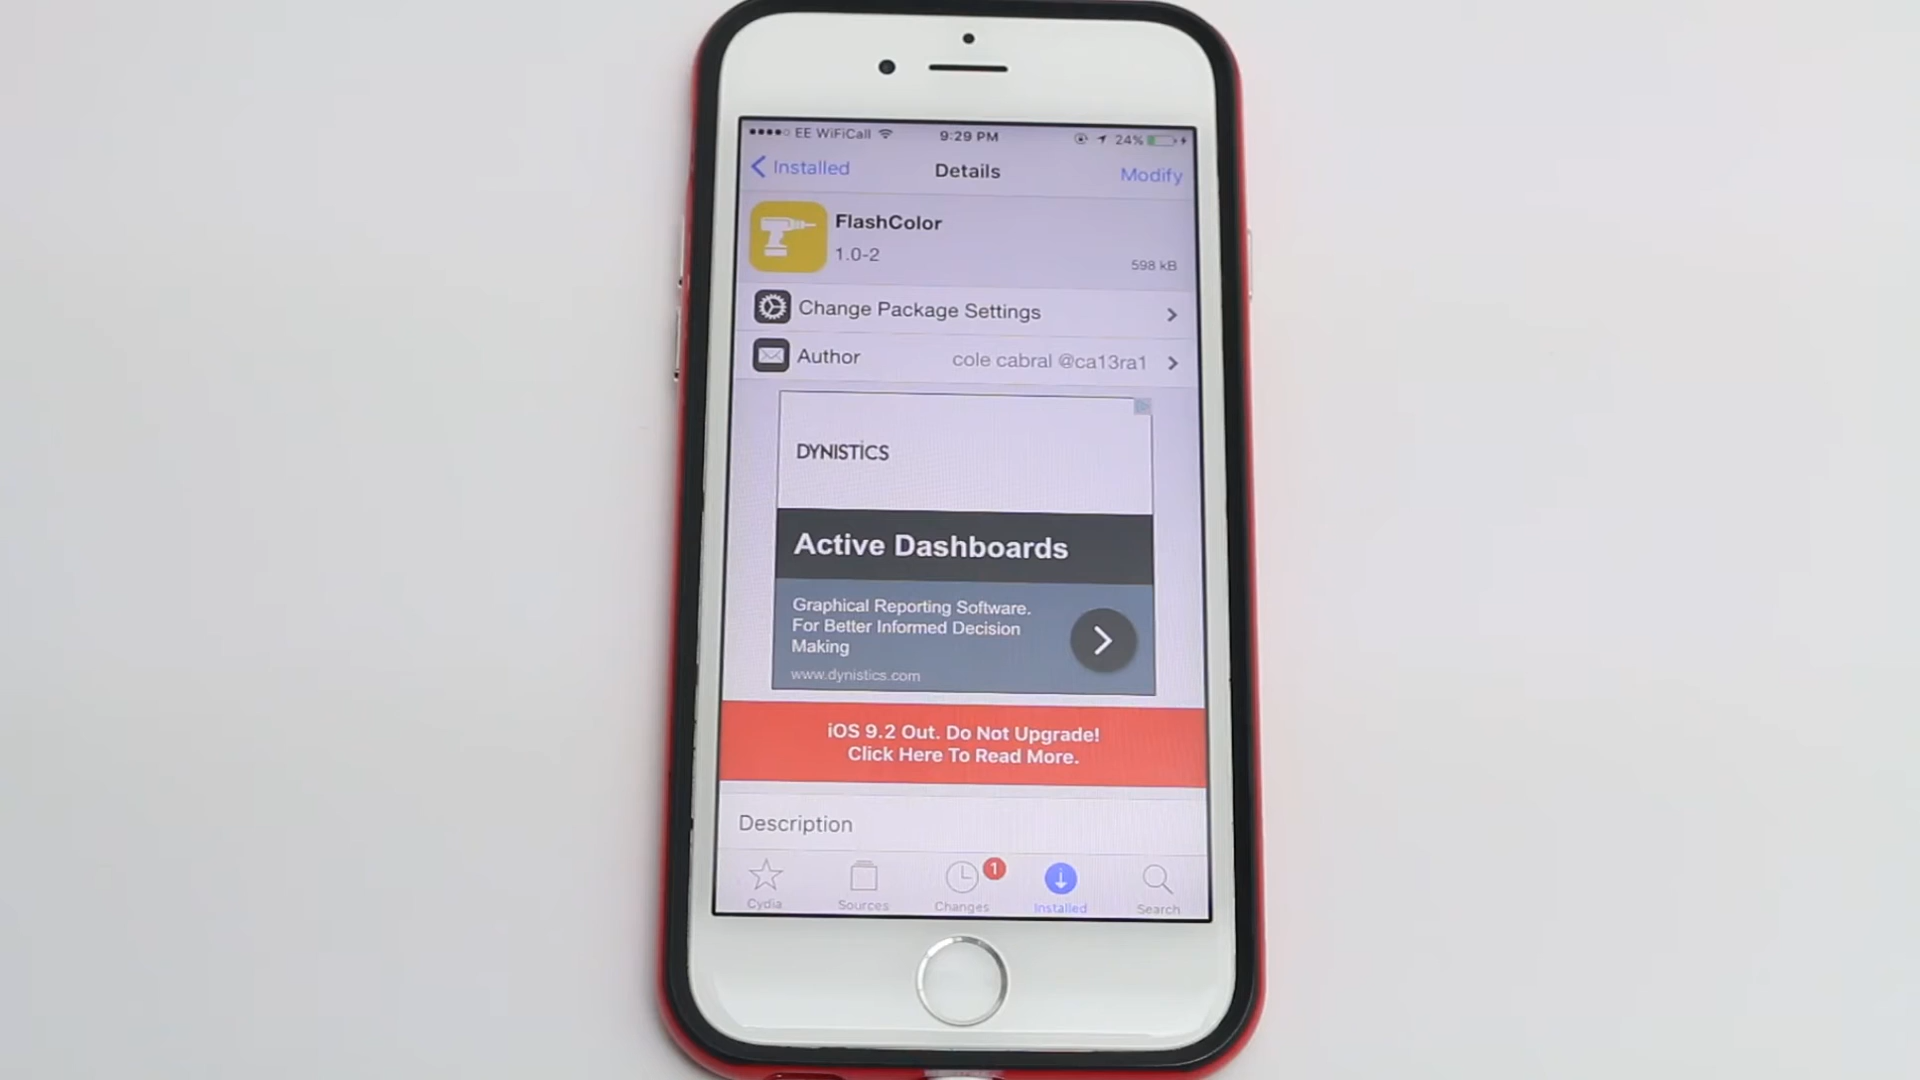 EE WiFiCall 9:29 PM 24%
Installed Details Modify
FlashColor
1.0-2
598 kB
Change Package Settings
Author cole cabral @ca13ra1
DYNISTICS
Active Dashboards
Graphical Reporting Software.
For Better Informed Decision
Making
www.dynistics.com
iOS 9.2 Out. Do Not Upgrade!
Click Here To Read More.
Description
1
Cydia Sources Changes Installed Search